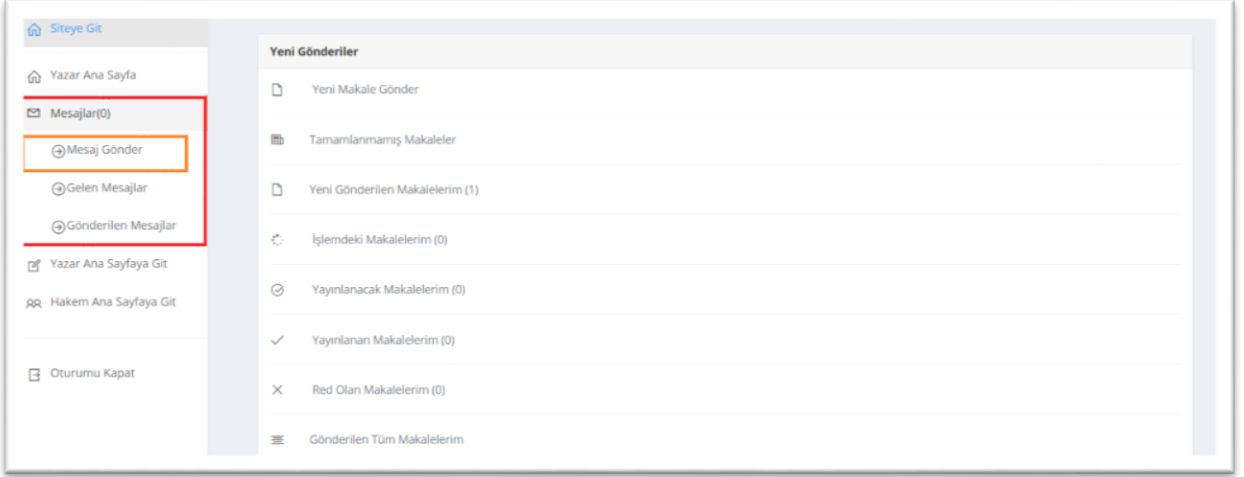 Siteye Git
Yazar Ana Sayfa
Mesajlar(0)
Mesaj Gönder
Gelen Mesajlar
Gönderilen Mesajlar
Yazar Ana Sayfaya Git
Hakem Ana Sayfaya Git
Oturumu Kapat
Yeni Gönderiler
Yeni Makale Gönder
Tamamlanmamış Makaleler
Yeni Gönderilen Makalelerim (1)
İşlemdeki Makalelerim (0)
Yayınlanacak Makalelerim (0)
Yayınlanan Makalelerim (0)
Red Olan Makalelerim (0)
Gönderilen Tüm Makalelerim